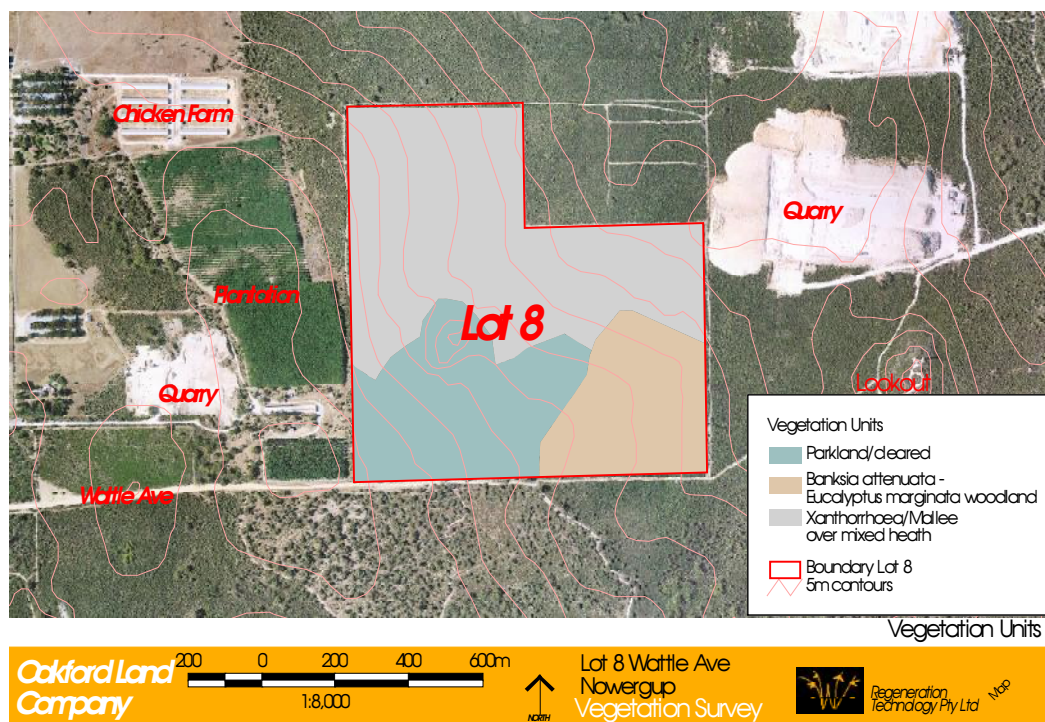 Chicken Farm
Quarry
Plantation
Lot 8
Quarry
Lookout
Wattle Ave
Vegetation Units
Parkland/cleared
Banksia attenuata -
Eucalyptus marginata woodland
Xanthorrhoea/Mallee
over mixed heath
Boundary Lot 8
5m contours
Vegetation Units
Oakford Land
Company
200 0 200 400 600m
1:8,000
NORTH
Lot 8 Wattle Ave
Nowergup
Vegetation Survey
Regeneration
Technology Pty Ltd
Map